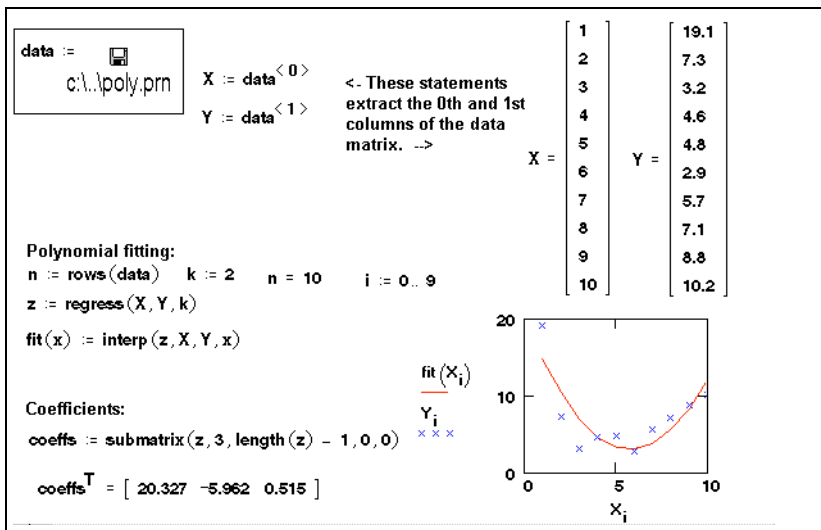 data :=
c:\..\poly.prn
X := data<0>
Y := data<1>
<- These statements
extract the 0th and 1st
columns of the data
matrix. -->
X =
1
2
3
4
5
6
7
8
9
10
Y =
19.1
7.3
3.2
4.6
4.8
2.9
5.7
7.1
8.8
10.2
Polynomial fitting:
n := rows(data) k := 2 n = 10 i := 0.. 9
z := regress(X,Y,k)
fit(x) := interp(z,X,Y,x)
Coefficients:
coeffs := submatrix(z,3,length(z) - 1,0,0)
coeffsT = [ 20.327 -5.962 0.515 ]
fit(Xi)
Yi
20
10
0
0 5 10
Xi